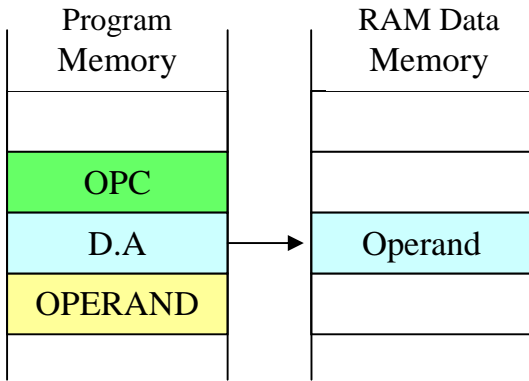 Program
Memory
RAM Data
Memory
OPC
D.A
Operand
OPERAND